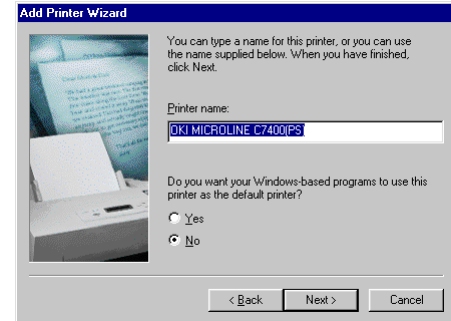 Add Printer Wizard
You can type a name for this printer, or you can use
the name supplied below. When you have finished,
click Next.
Printer name:
OKI MICROLINE C7400(PS)
Do you want your Windows-based programs to use this
printer as the default printer?
Yes
No
< Back
Next >
Cancel